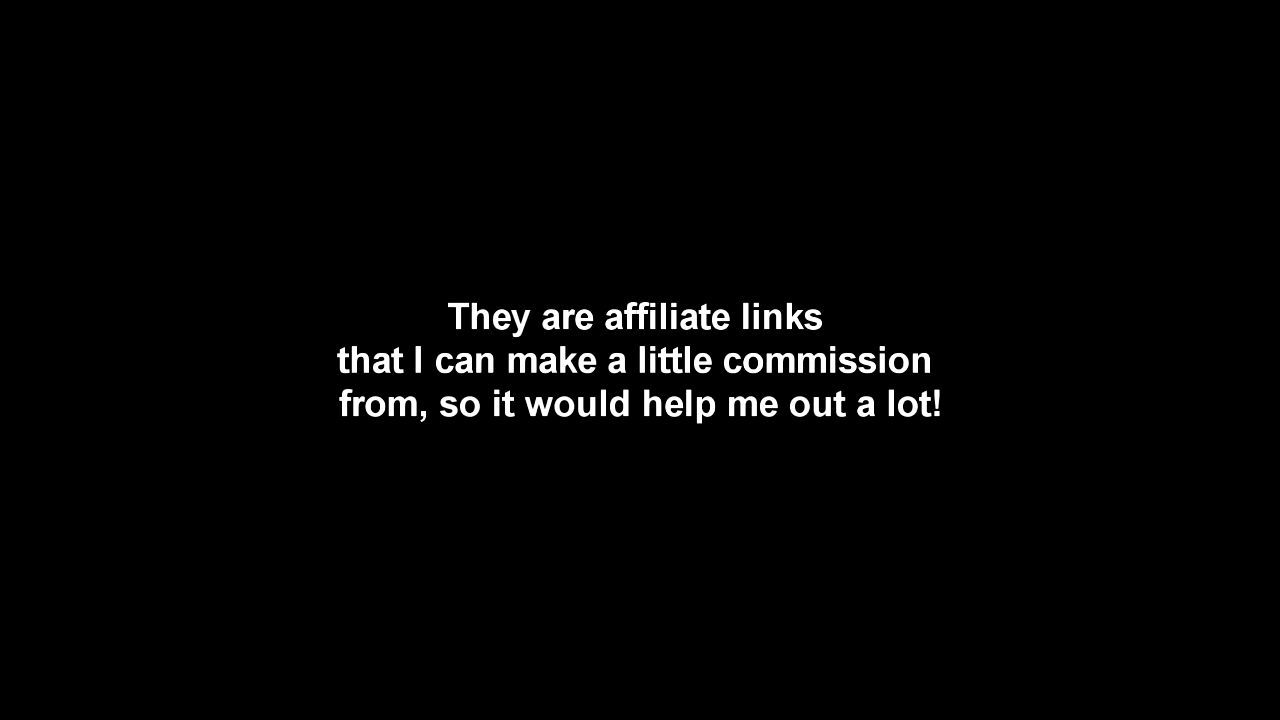 They are affiliate links
that I can make a little commission
from, so it would help me out a lot!